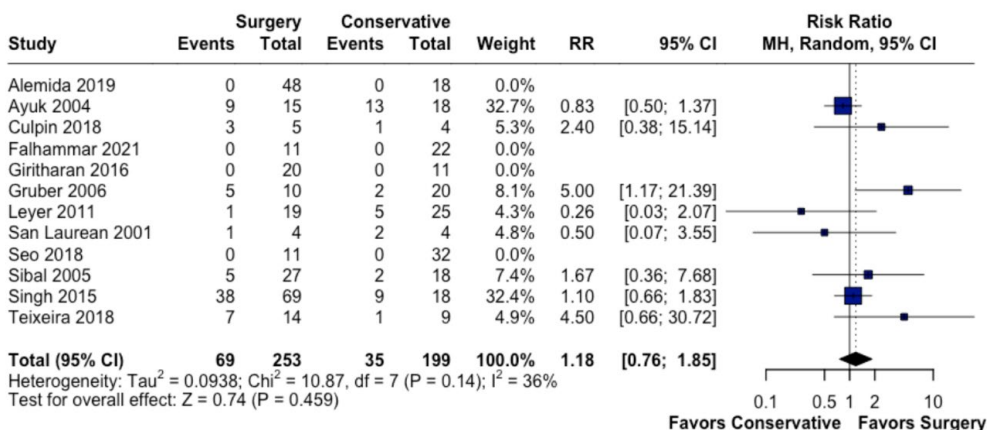 Surgery Conservative Risk Ratio
Study Events Total Events Total Weight RR 95% CI MH, Random, 95% CI
Alemida 2019 0 48 0 18 0.0%
Ayuk 2004 9 15 13 18 32.7% 0.83 [0.50; 1.37]
Culpin 2018 3 5 1 4 5.3% 2.40 [0.38; 15.14]
Falhammar 2021 0 11 0 22 0.0%
Giritharan 2016 0 20 0 11 0.0%
Gruber 2006 5 10 2 20 8.1% 5.00 [1.17; 21.39]
Leyer 2011 1 19 5 25 4.3% 0.26 [0.03; 2.07]
San Laurean 2001 1 4 2 4 4.8% 0.50 [0.07; 3.55]
Seo 2018 0 11 0 32 0.0%
Sibal 2005 5 27 2 18 7.4% 1.67 [0.36; 7.68]
Singh 2015 38 69 9 18 32.4% 1.10 [0.66; 1.83]
Teixeira 2018 7 14 1 9 4.9% 4.50 [0.66; 30.72]
Total (95% CI) 69 253 35 199 100.0% 1.18 [0.76; 1.85]
Heterogeneity: Tau² = 0.0938; Chi² = 10.87, df = 7 (P = 0.14); I² = 36%
Test for overall effect: Z = 0.74 (P = 0.459)
0.1 0.5 1 2 10
Favors Conservative Favors Surgery